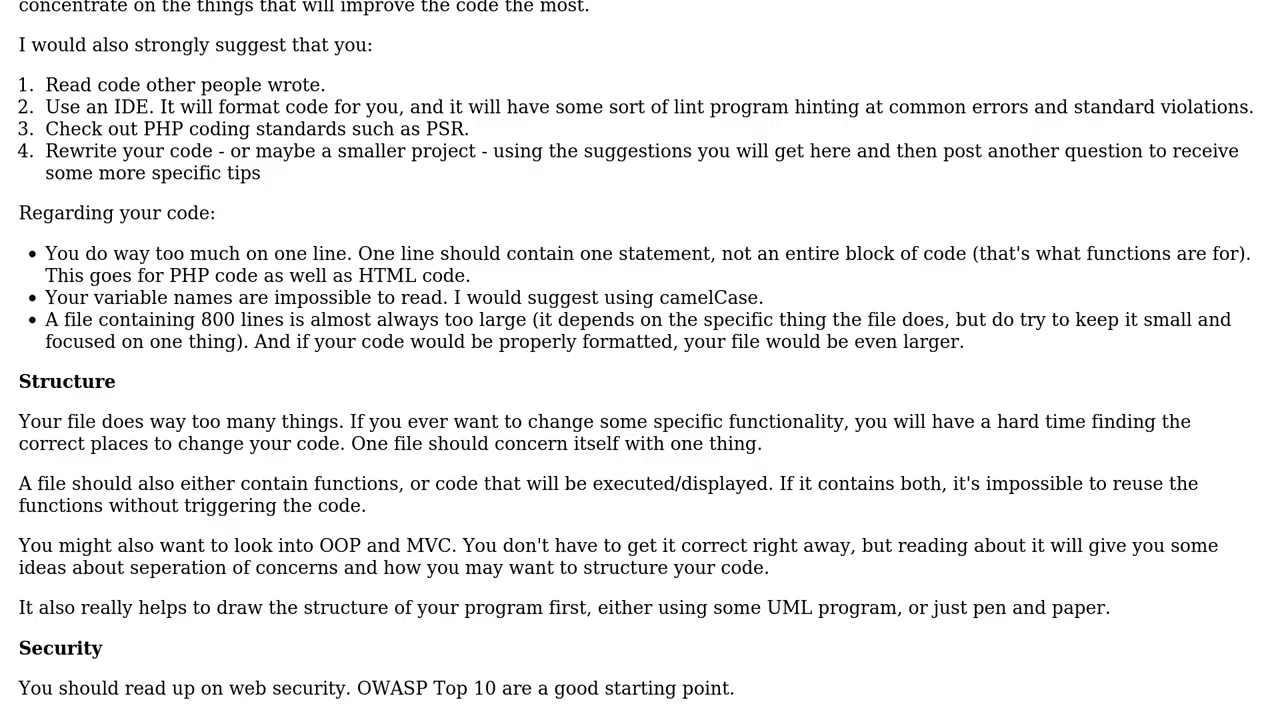 concentrate on the things that will improve the code the most.
I would also strongly suggest that you:
1. Read code other people wrote.
2. Use an IDE. It will format code for you, and it will have some sort of lint program hinting at common errors and standard violations.
3. Check out PHP coding standards such as PSR.
4. Rewrite your code - or maybe a smaller project - using the suggestions you will get here and then post another question to receive
some more specific tips
Regarding your code:
• You do way too much on one line. One line should contain one statement, not an entire block of code (that's what functions are for).
This goes for PHP code as well as HTML code.
• Your variable names are impossible to read. I would suggest using camelCase.
• A file containing 800 lines is almost always too large (it depends on the specific thing the file does, but do try to keep it small and
focused on one thing). And if your code would be properly formatted, your file would be even larger.
Structure
Your file does way too many things. If you ever want to change some specific functionality, you will have a hard time finding the
correct places to change your code. One file should concern itself with one thing.
A file should also either contain functions, or code that will be executed/displayed. If it contains both, it's impossible to reuse the
functions without triggering the code.
You might also want to look into OOP and MVC. You don't have to get it correct right away, but reading about it will give you some
ideas about seperation of concerns and how you may want to structure your code.
It also really helps to draw the structure of your program first, either using some UML program, or just pen and paper.
Security
You should read up on web security. OWASP Top 10 are a good starting point.